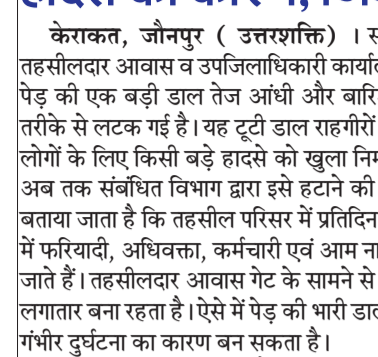 केराकत, जौनपुर ( उत्तरशक्ति) ।
तहसीलदार आवास व उपजिलाधिकारी
पेड़ की एक बड़ी डाल तेज आंधी और
तरीके से लटक गई है। यह टूटी डाल राहगीरों
लोगों के लिए किसी बड़े हादसे को खुला
अब तक संबंधित विभाग द्वारा इसे हटाने की
बताया जाता है कि तहसील परिसर में प्रतिदिन
में फरियादी, अधिवक्ता, कर्मचारी एवं आम
जाते हैं। तहसीलदार आवास गेट के सामने से
लगातार बना रहता है। ऐसे में पेड़ की भारी
गंभीर दुर्घटना का कारण बन सकता है।